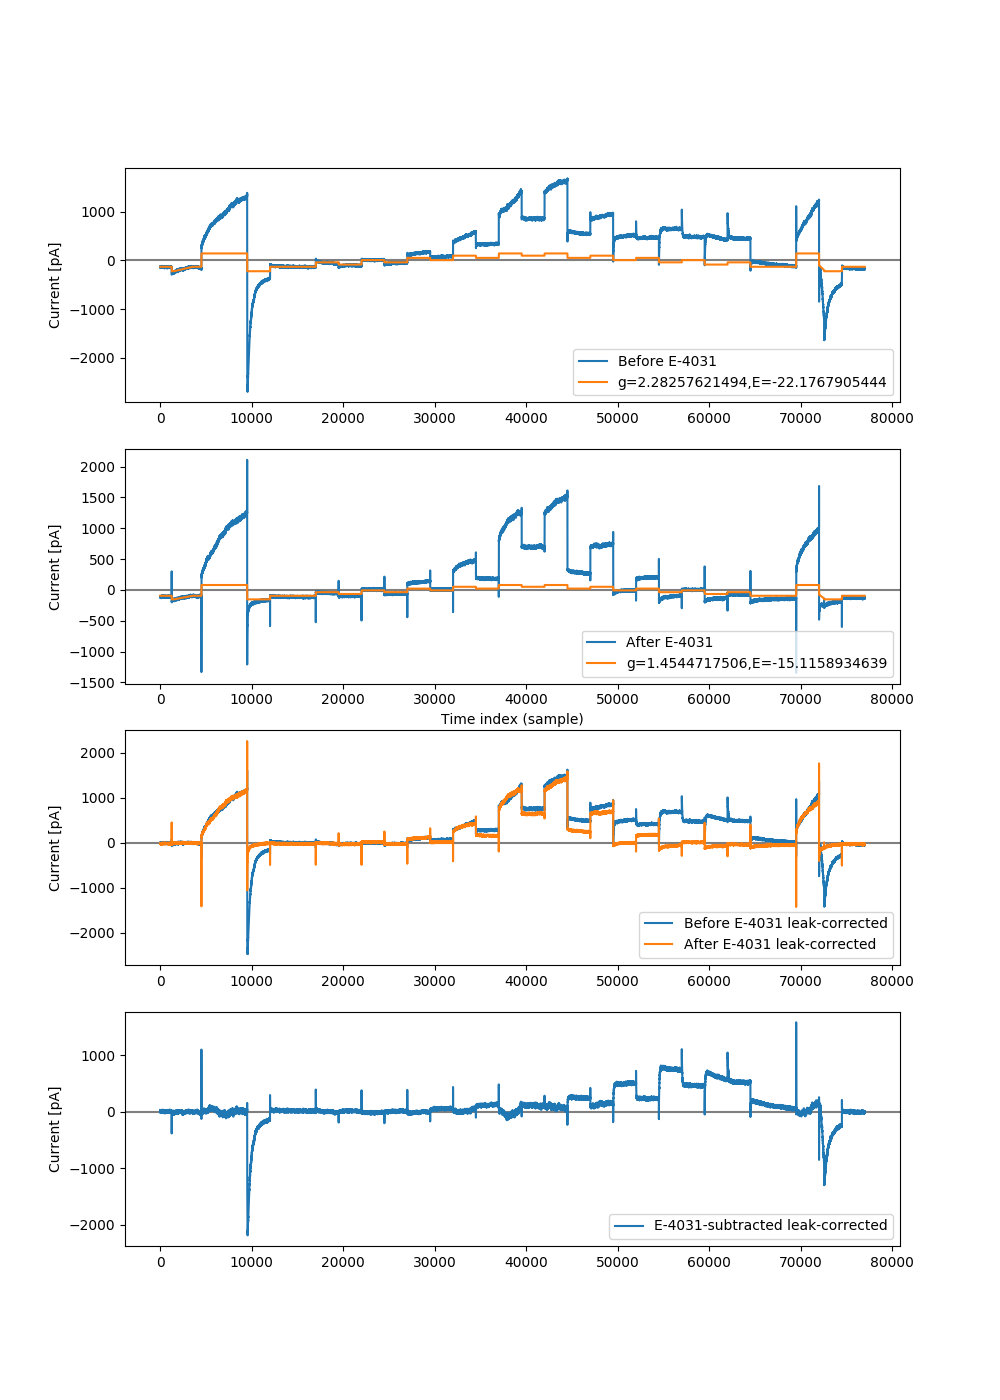 1000
0
−1000
−2000
Current [pA]
Before E-4031
g=2.28257621494,E=-22.1767905444
0 10000 20000 30000 40000 50000 60000 70000 80000
2000
1500
1000
500
0
−500
−1000
−1500
Current [pA]
After E-4031
g=1.4544717506,E=-15.1158934639
0 10000 20000 30000 40000 50000 60000 70000 80000
Time index (sample)
2000
1000
0
−1000
−2000
Current [pA]
Before E-4031 leak-corrected
After E-4031 leak-corrected
0 10000 20000 30000 40000 50000 60000 70000 80000
1000
0
−1000
−2000
Current [pA]
E-4031-subtracted leak-corrected
0 10000 20000 30000 40000 50000 60000 70000 80000